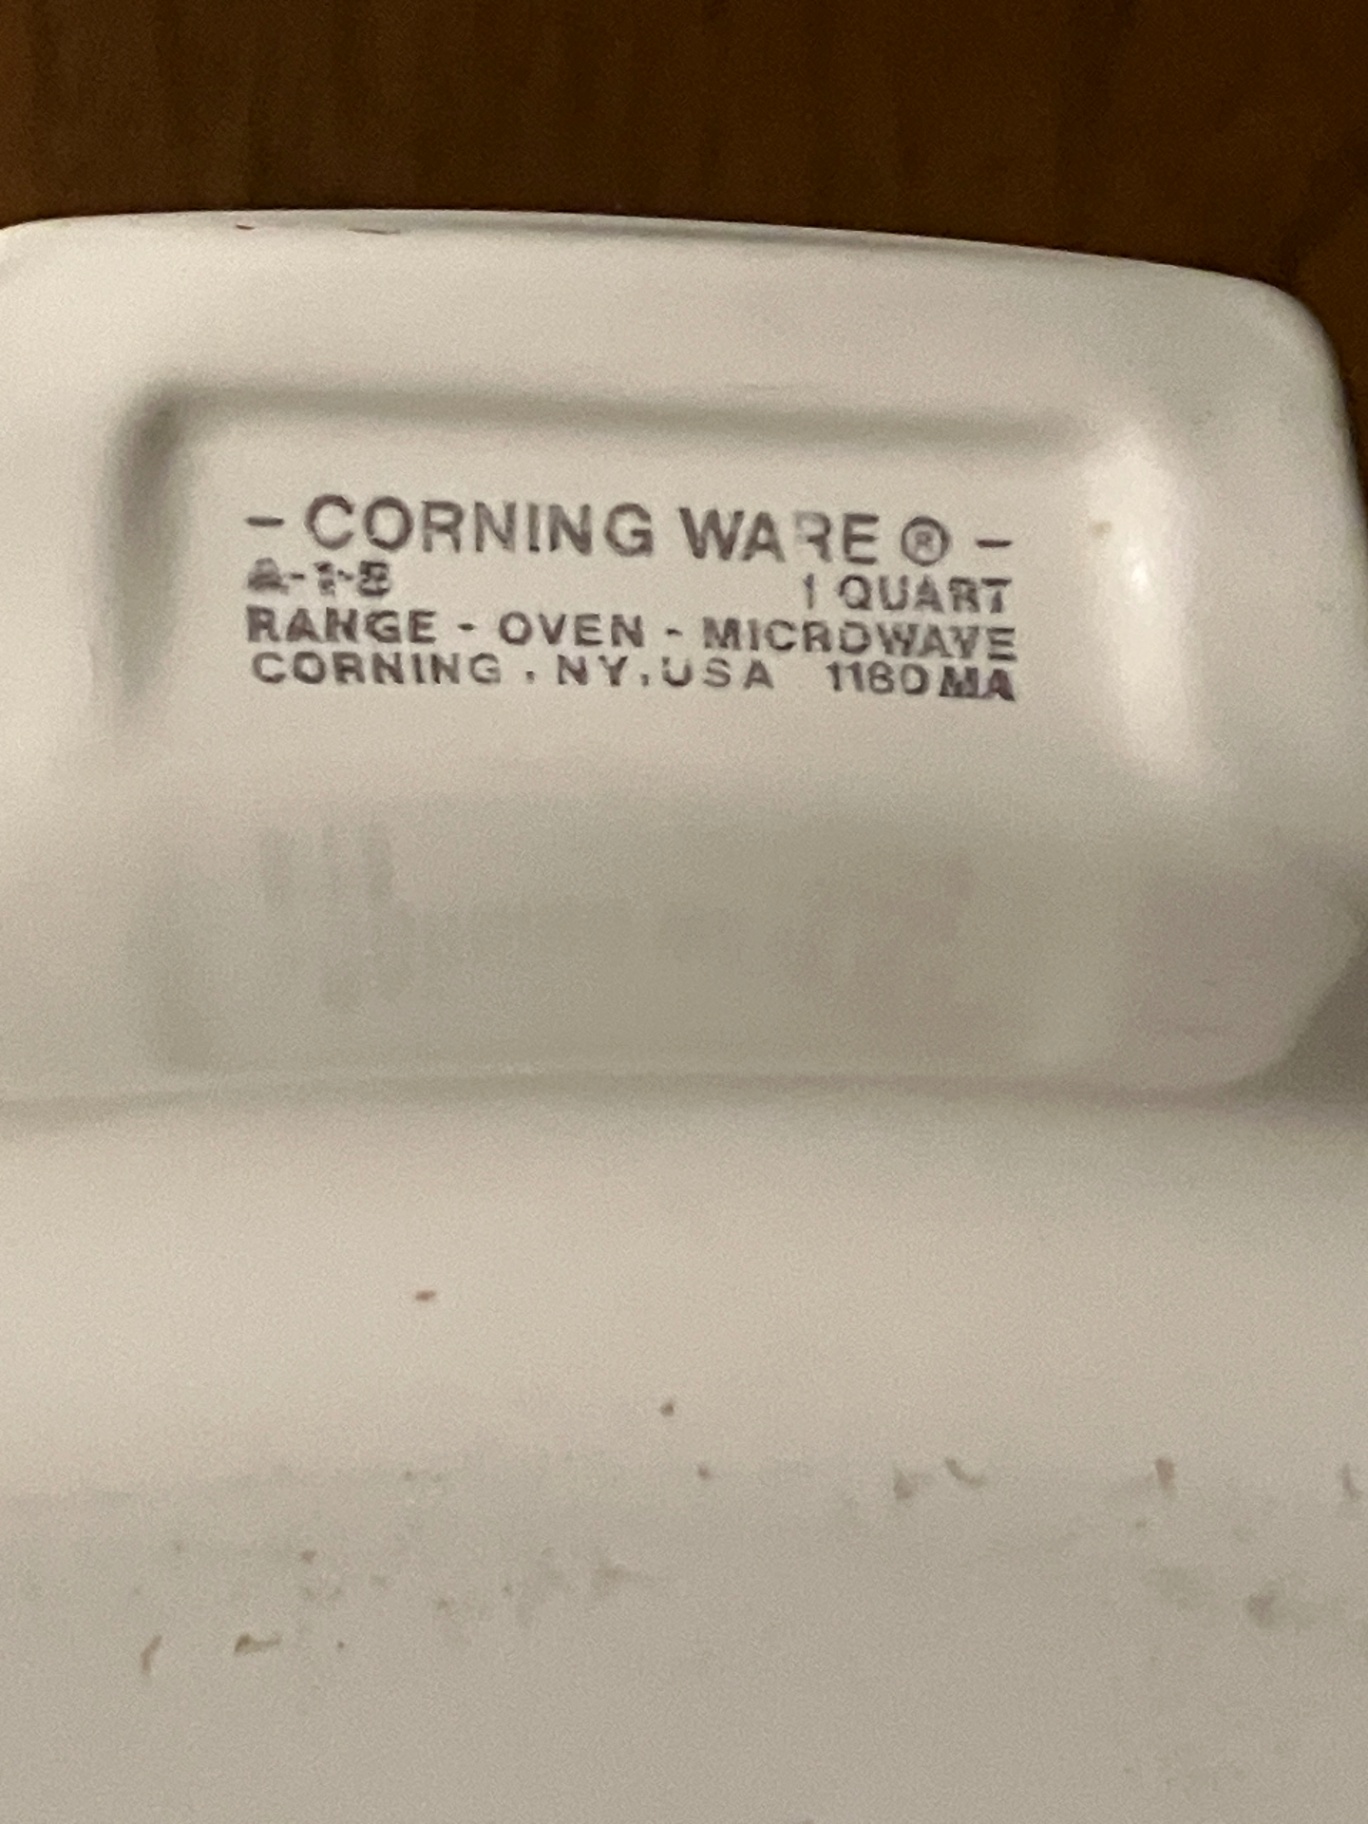 - CORNING WARE ® -
A-1-B 1 QUART
RANGE - OVEN - MICROWAVE
CORNING , NY, USA 1160 MA